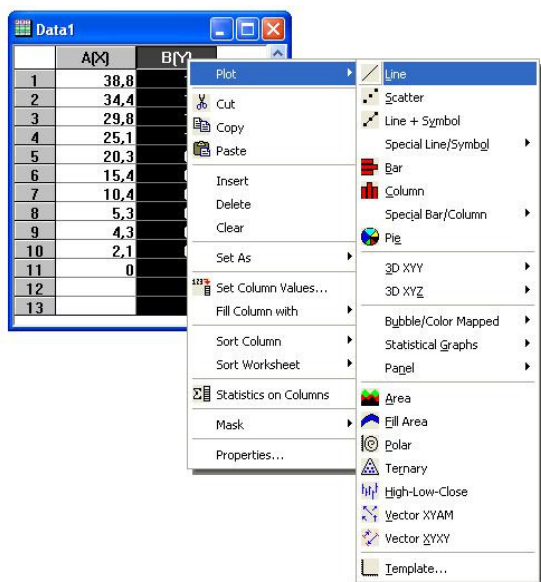 Data1
A(X) B(Y)
1 38,8
2 34,4
3 29,8
4 25,1
5 20,3
6 15,4
7 10,4
8 5,3
9 4,3
10 2,1
11 0
12
13
Plot
Cut
Copy
Paste
Insert
Delete
Clear
Set As
Set Column Values...
Fill Column with
Sort Column
Sort Worksheet
Statistics on Columns
Mask
Properties...
Line
Scatter
Line + Symbol
Special Line/Symbol
Bar
Column
Special Bar/Column
Pie
3D XYY
3D XYZ
Bubble/Color Mapped
Statistical Graphs
Panel
Area
Fill Area
Polar
Ternary
High-Low-Close
Vector XYAM
Vector XYXY
Template...